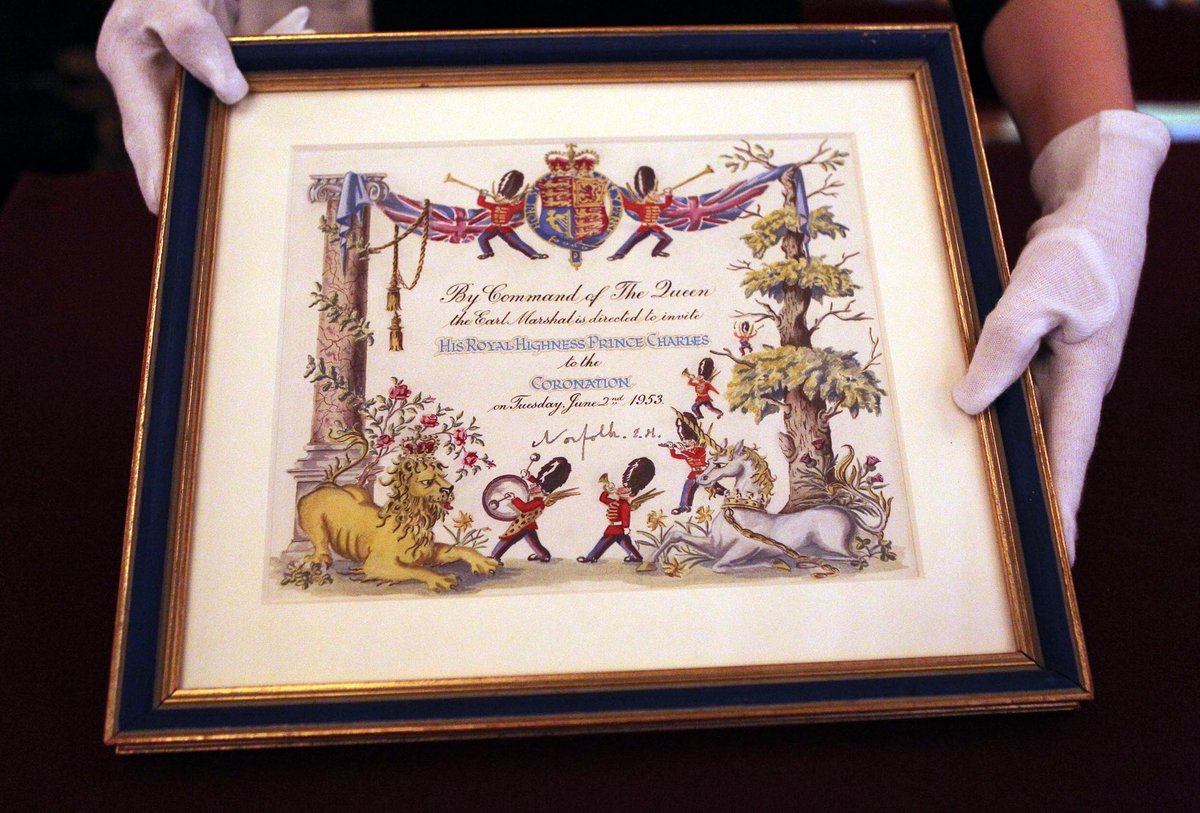 By Command of The Queen
the Earl Marshal is directed to invite
HIS ROYAL HIGHNESS PRINCE CHARLES
to the
CORONATION
on Tuesday, June 2nd 1953
Norfolk. E.M.